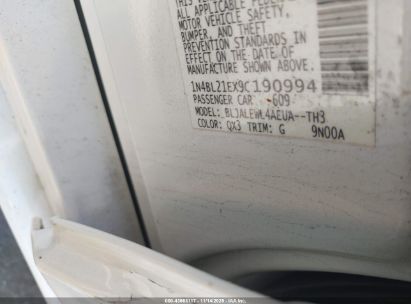 ALL APPLICABLE FEDERAL
MOTOR VEHICLE SAFETY,
BUMPER, AND THEFT
PREVENTION STANDARDS IN
EFFECT ON THE DATE OF
MANUFACTURE SHOWN ABOVE.
1N4BL21EX9C190994
PASSENGER CAR 609
MODEL: BLJALEWL4AEUA--TH3
COLOR: QX3 TRIM: G 9N00A